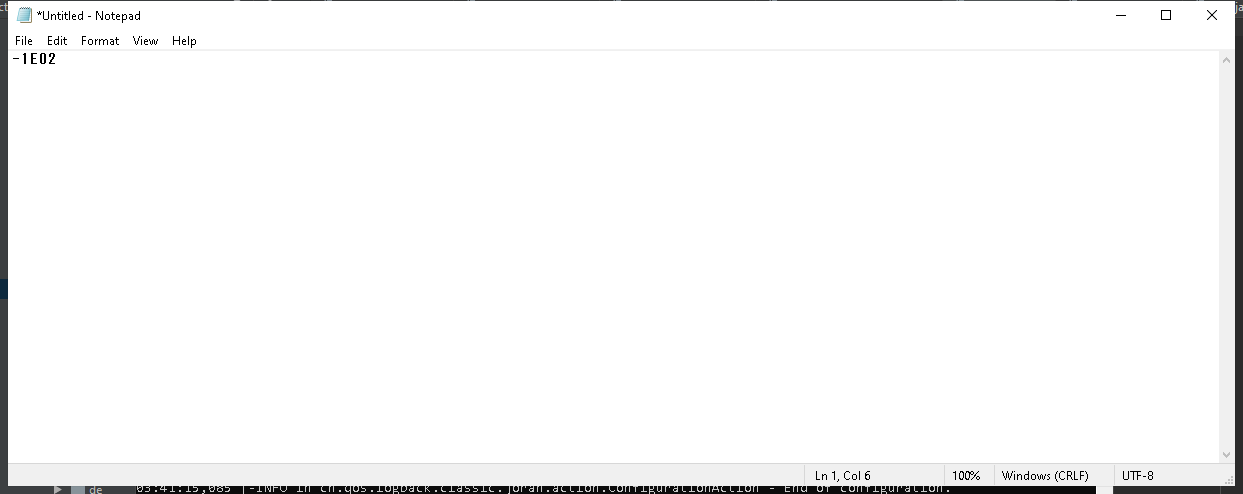 *Untitled - Notepad
File Edit Format View Help
-1E02
Ln 1, Col 6 100% Windows (CRLF) UTF-8
de 03:41:15,085 |-INFO in ch.qos.logback.classic.joran.action.ConfigurationAction - End of configuration.